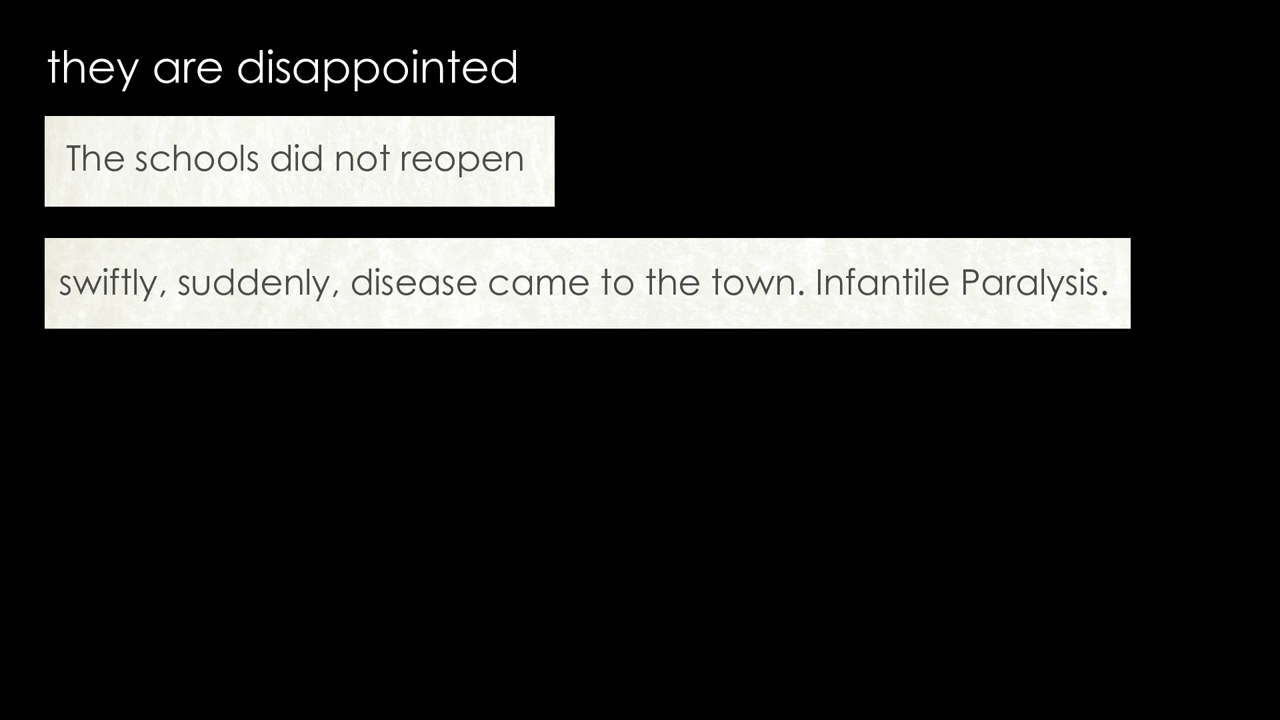 they are disappointed
The schools did not reopen
swiftly, suddenly, disease came to the town. Infantile Paralysis.